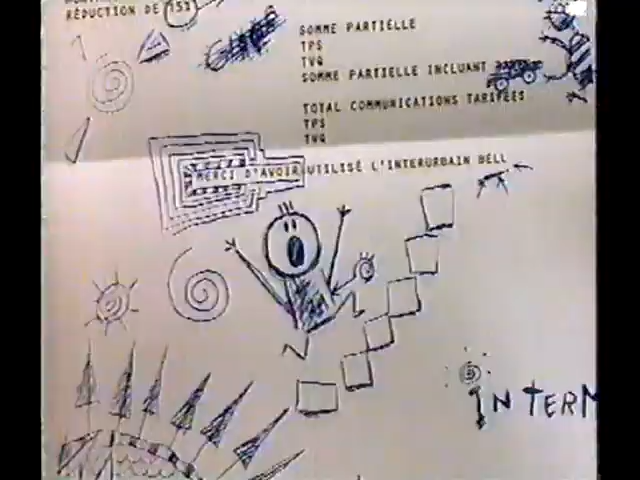 RÉDUCTION DE 15%
SOMME PARTIELLE
TPS
TVQ
SOMME PARTIELLE INCLUANT
TOTAL COMMUNICATIONS TARIFÉES
TPS
TVQ
MERCI D'AVOIR UTILISÉ L'INTERURBAIN BELL
INTERM